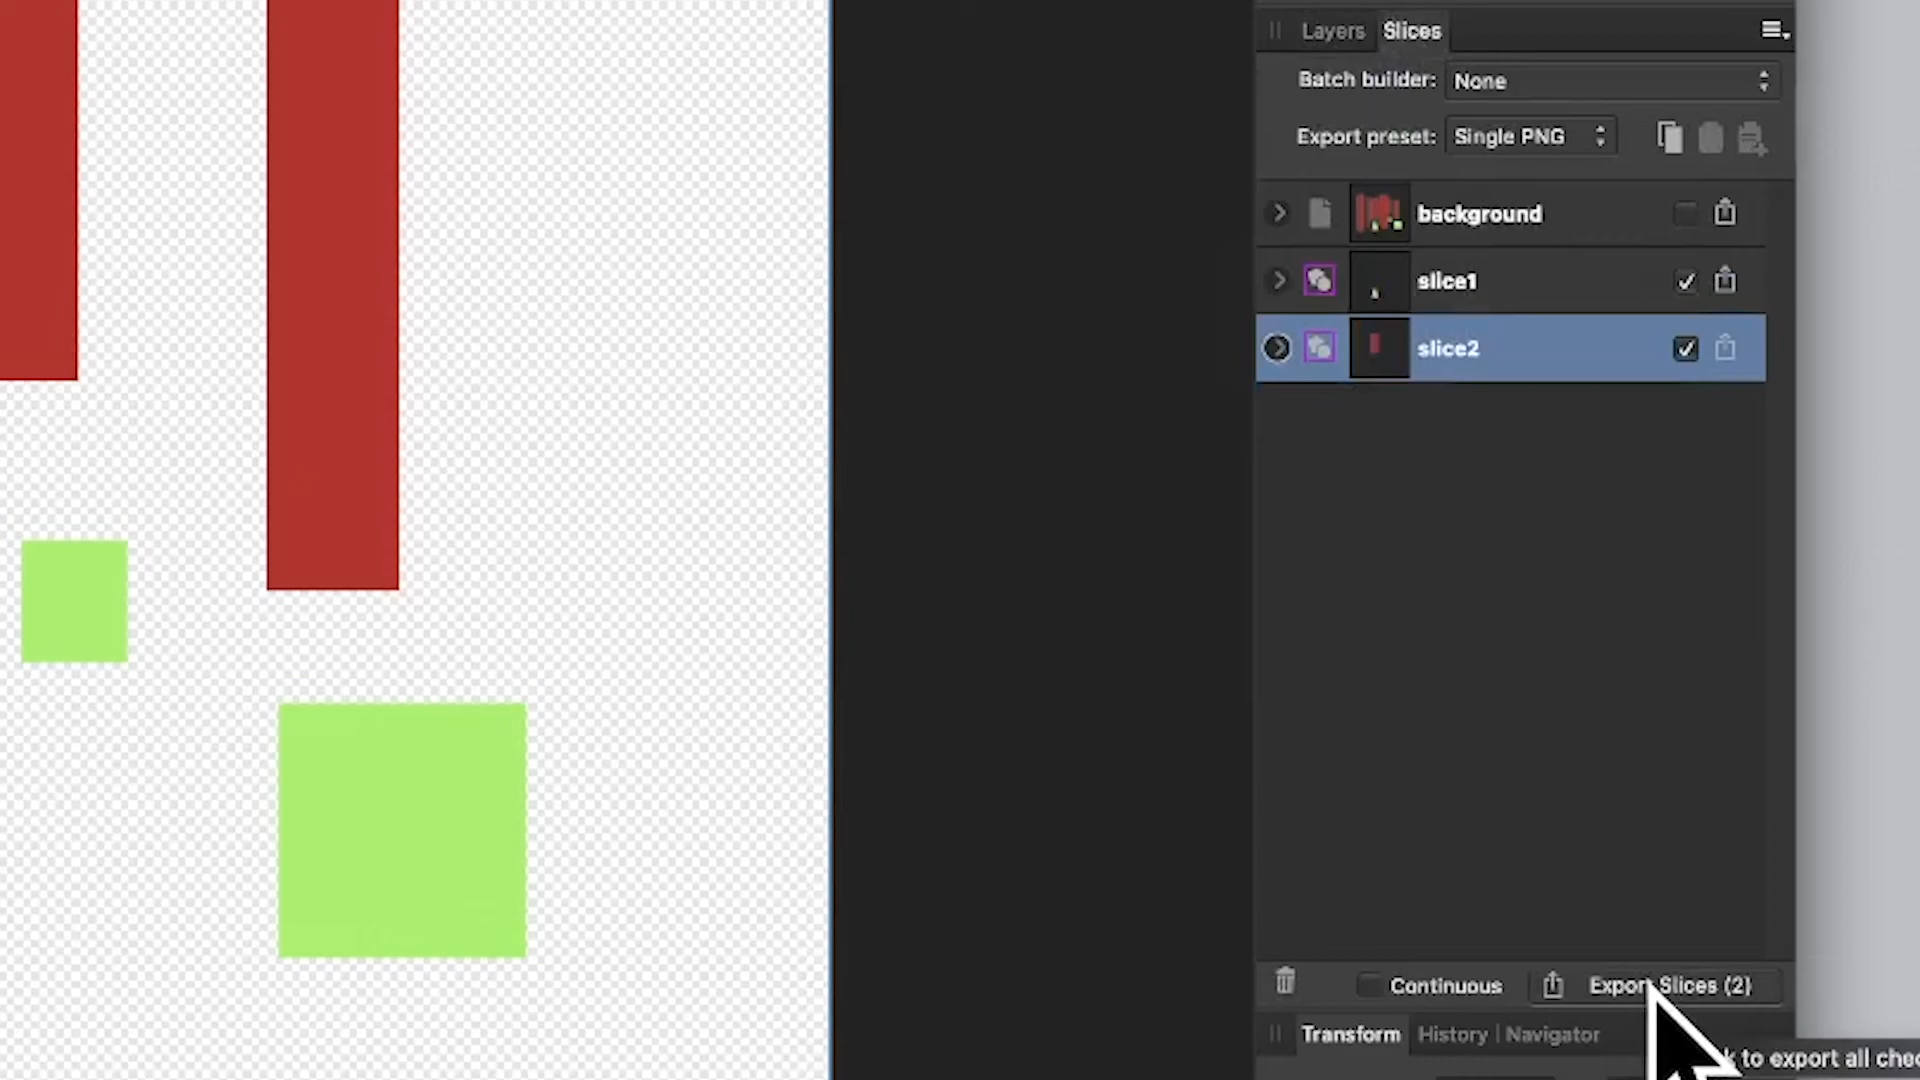 Layers Slices
Batch builder: None
Export preset: Single PNG
background
slice1
slice2
Continuous Export Slices (2)
Transform History Navigator
to export all